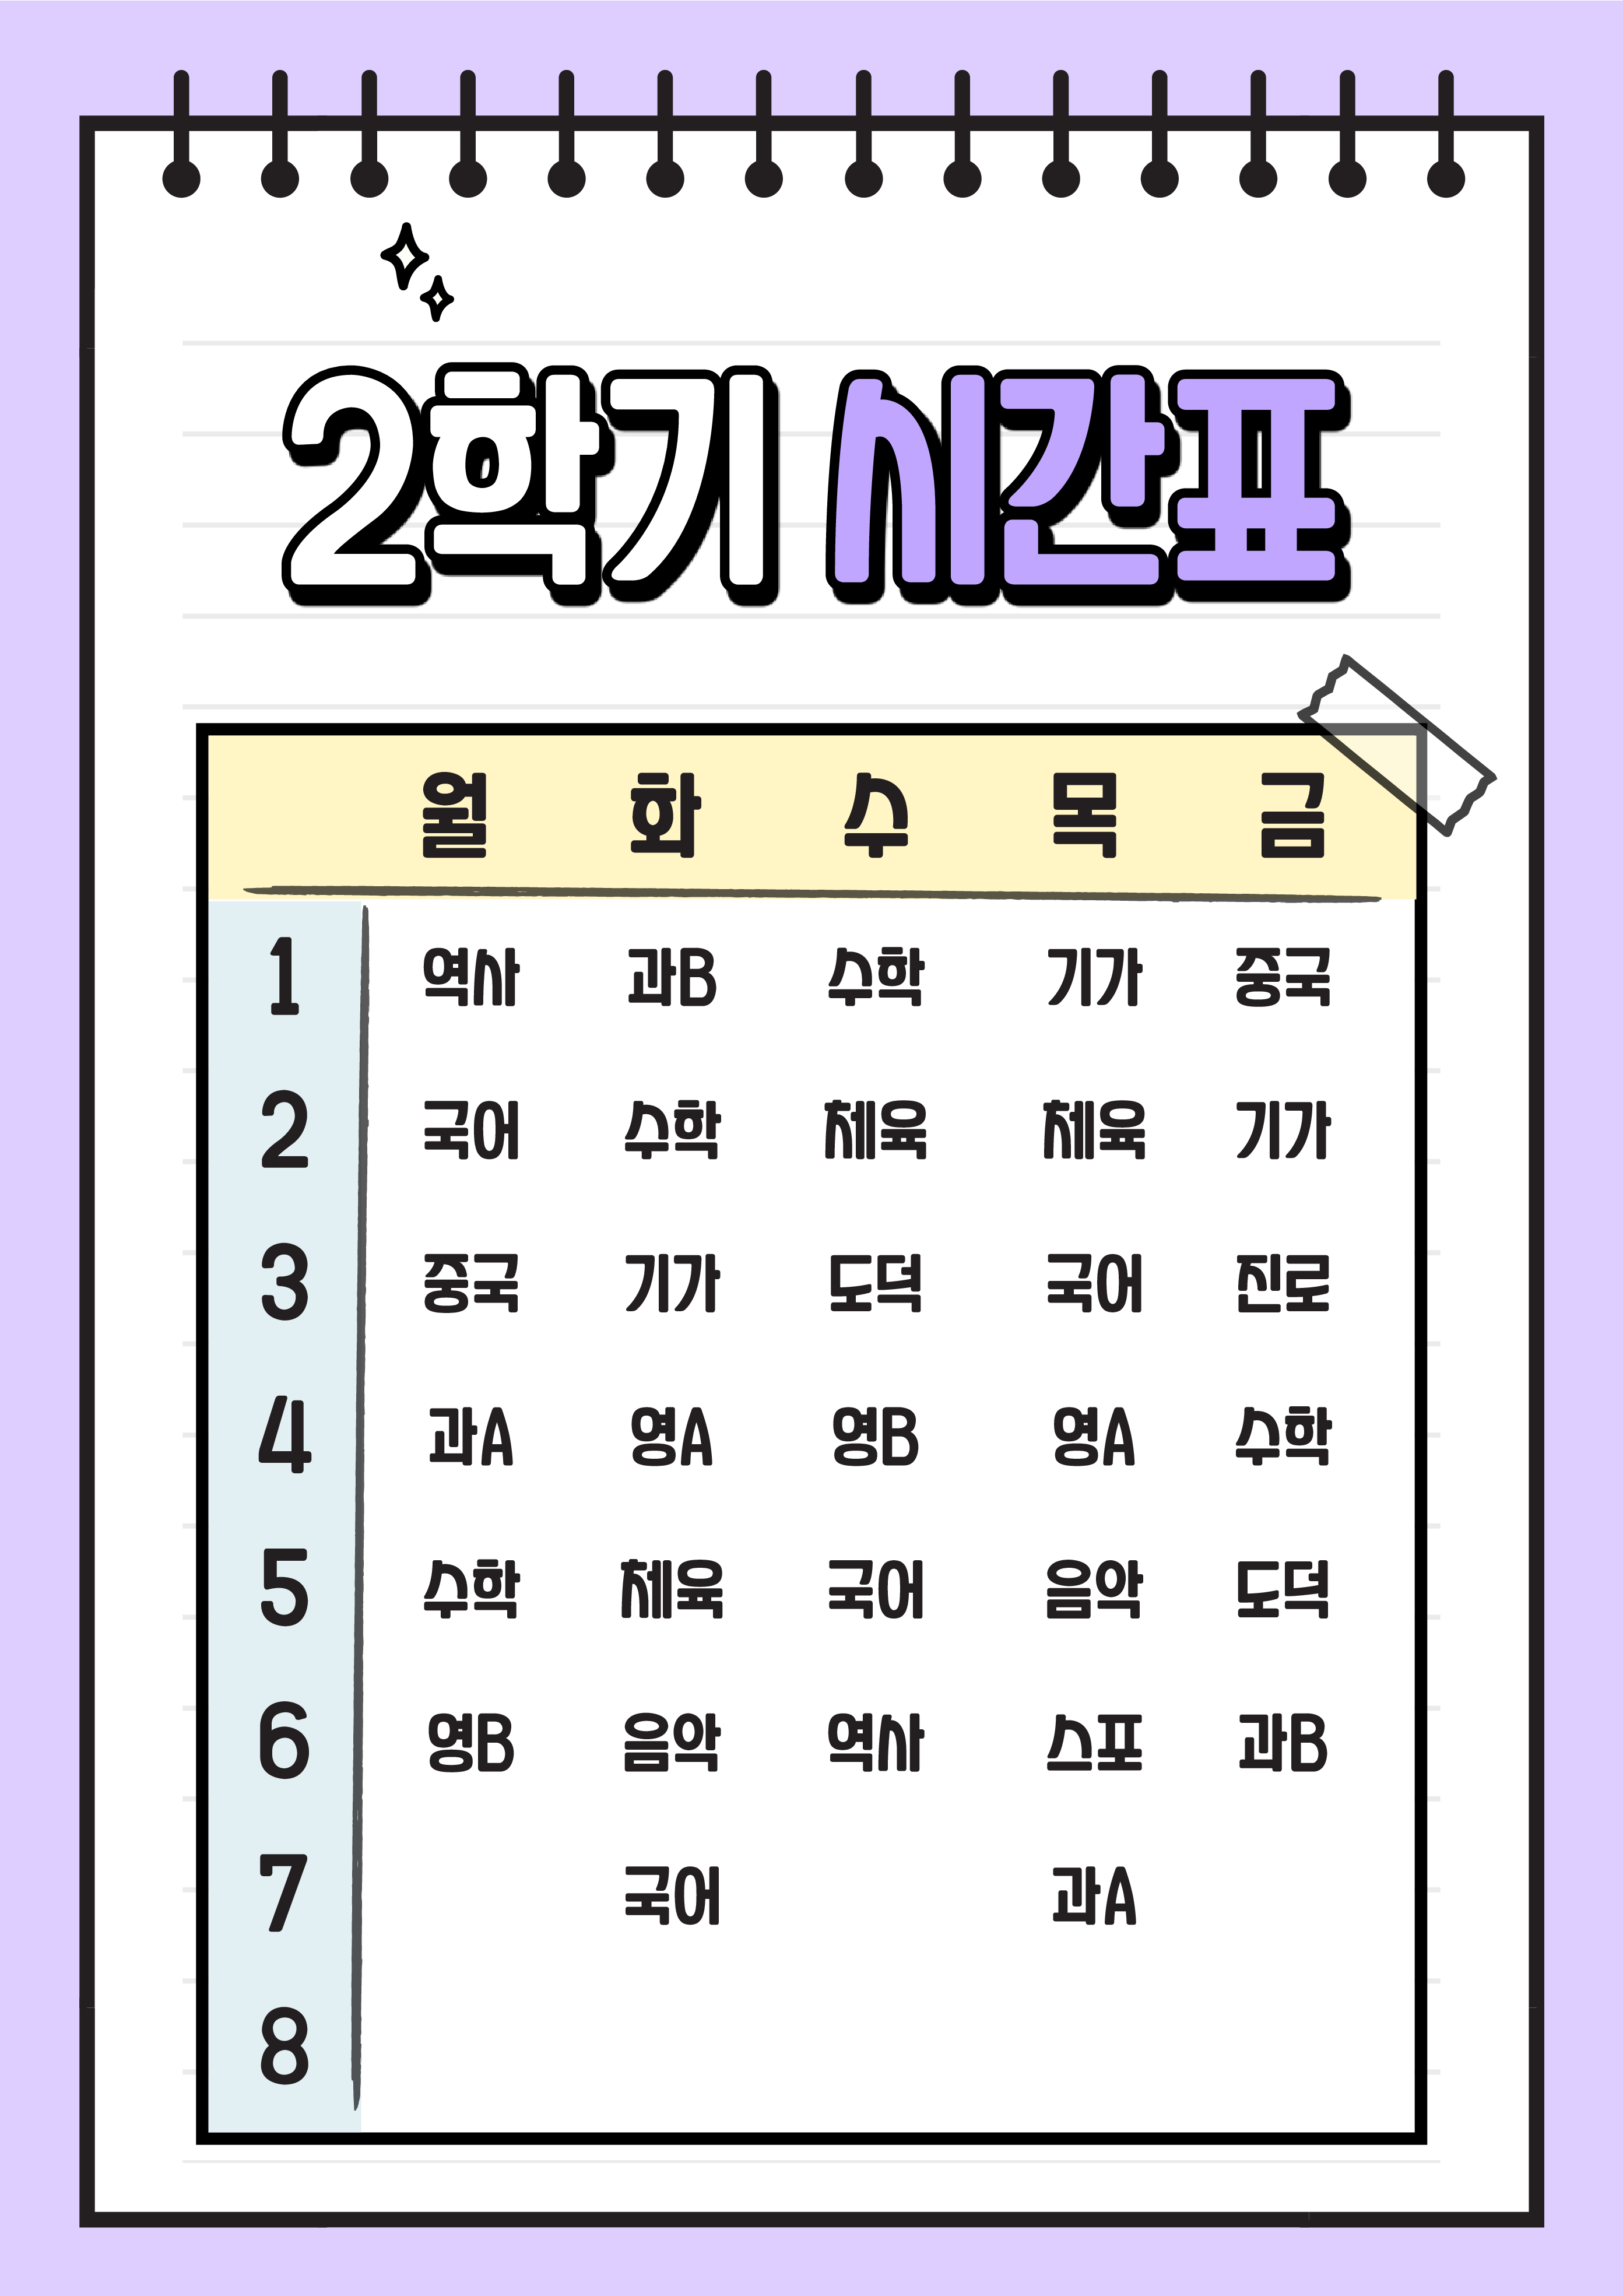 2학기 시간표
월 화 수 목 금
1 역사 과B 수학 기가 중국
2 국어 수학 체육 체육 기가
3 중국 기가 도덕 국어 진로
4 과A 영A 영B 영A 수학
5 수학 체육 국어 음악 도덕
6 영B 음악 역사 스포 과B
7 국어 과A
8